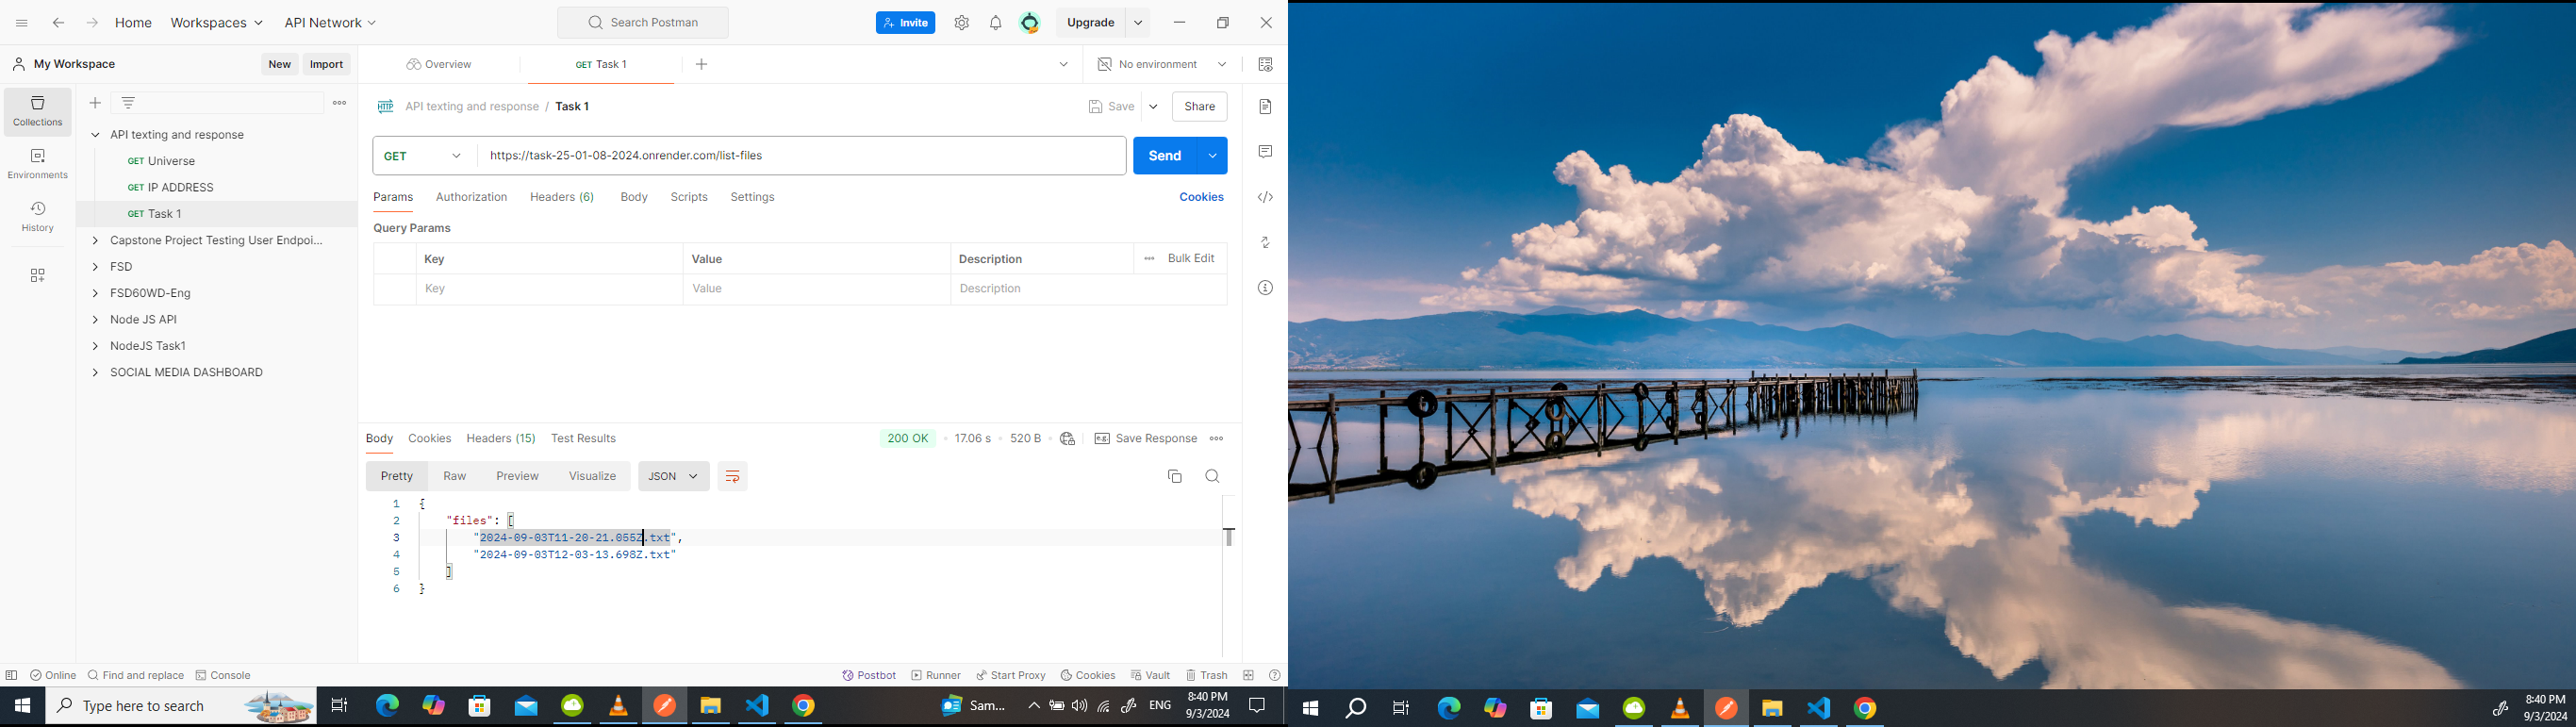 Home Workspaces API Network Search Postman Invite Upgrade
My Workspace New Import Overview GET Task 1 No environment
Collections
Environments
History
API texting and response
GET Universe
GET IP ADDRESS
GET Task 1
Capstone Project Testing User Endpoi...
FSD
FSD60WD-Eng
Node JS API
NodeJS Task1
SOCIAL MEDIA DASHBOARD
HTTP API texting and response / Task 1 Save Share
GET https://task-25-01-08-2024.onrender.com/list-files Send
Params Authorization Headers (6) Body Scripts Settings Cookies
Query Params
Key Value Description Bulk Edit
Key Value Description
Body Cookies Headers (15) Test Results 200 OK 17.06 s 520 B e.g. Save Response
Pretty Raw Preview Visualize JSON
1 {
2 "files": [
3 "2024-09-03T11-20-21.055Z.txt",
4 "2024-09-03T12-03-13.698Z.txt"
5 ]
6 }
Online Find and replace Console Postbot Runner Start Proxy Cookies Vault Trash
Type here to search Sam... ENG 8:40 PM
9/3/2024
8:40 PM
9/3/2024